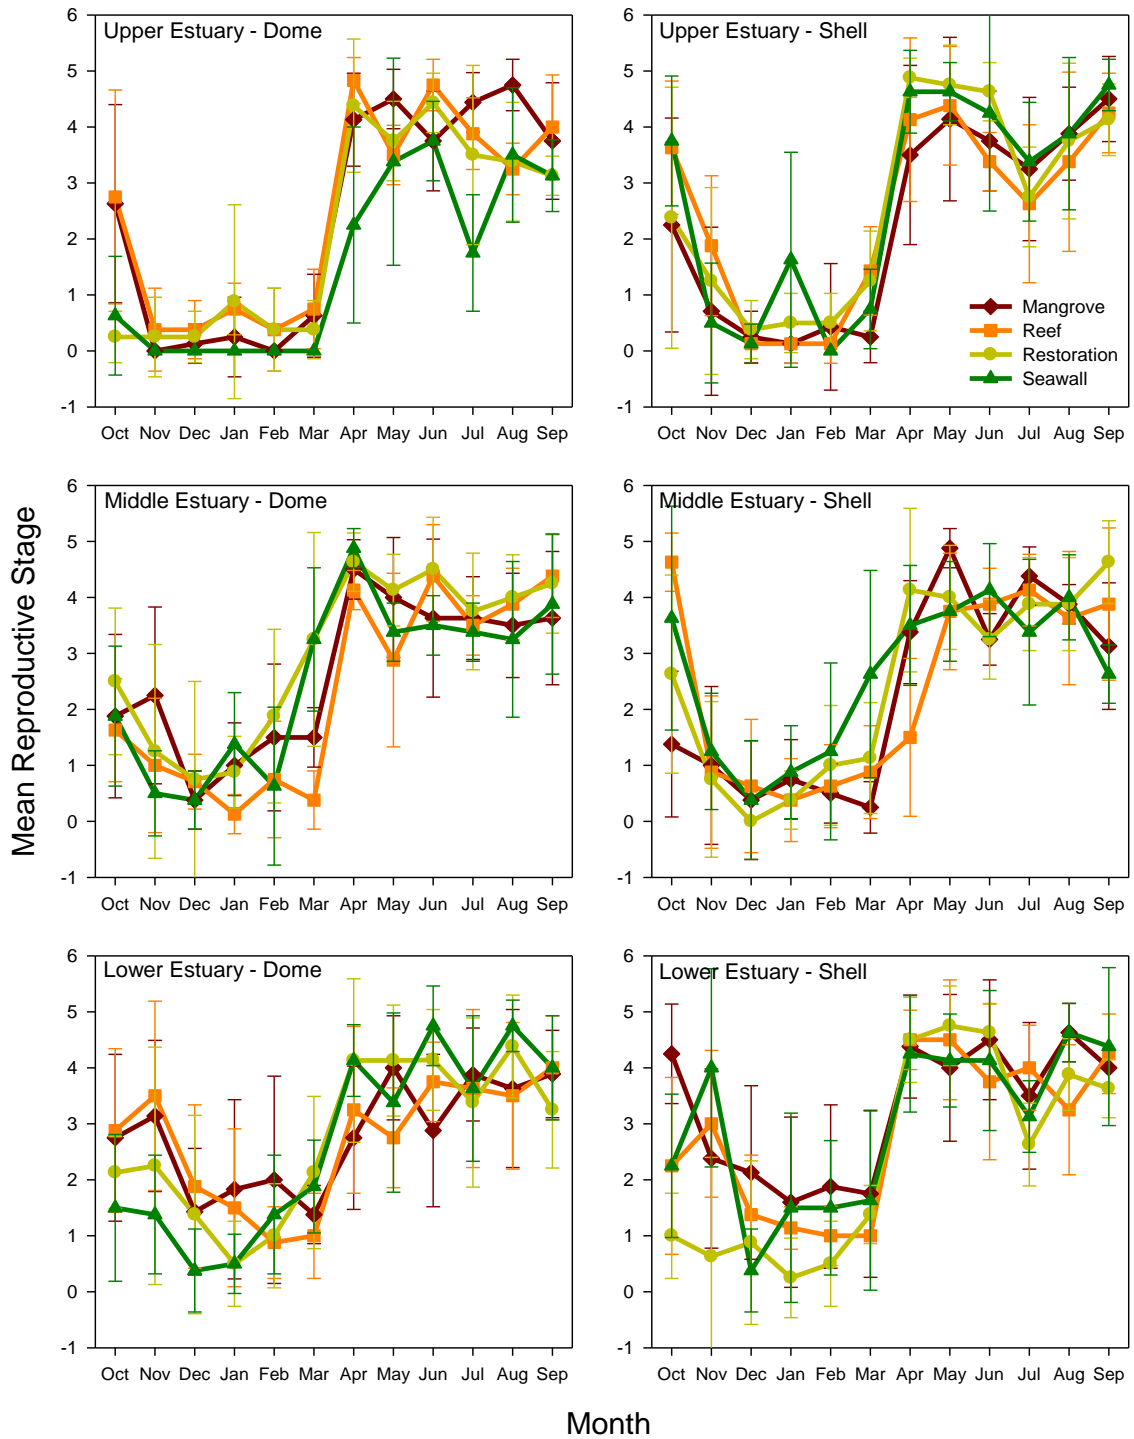 Mean Reproductive Stage
Upper Estuary - Dome
6
5
4
3
2
1
0
-1
Oct Nov Dec Jan Feb Mar Apr May Jun Jul Aug Sep
Upper Estuary - Shell
6
5
4
3
2
1
0
-1
Mangrove
Reef
Restoration
Seawall
Oct Nov Dec Jan Feb Mar Apr May Jun Jul Aug Sep
Middle Estuary - Dome
6
5
4
3
2
1
0
-1
Oct Nov Dec Jan Feb Mar Apr May Jun Jul Aug Sep
Middle Estuary - Shell
6
5
4
3
2
1
0
-1
Oct Nov Dec Jan Feb Mar Apr May Jun Jul Aug Sep
Lower Estuary - Dome
6
5
4
3
2
1
0
-1
Oct Nov Dec Jan Feb Mar Apr May Jun Jul Aug Sep
Lower Estuary - Shell
6
5
4
3
2
1
0
-1
Oct Nov Dec Jan Feb Mar Apr May Jun Jul Aug Sep
Month